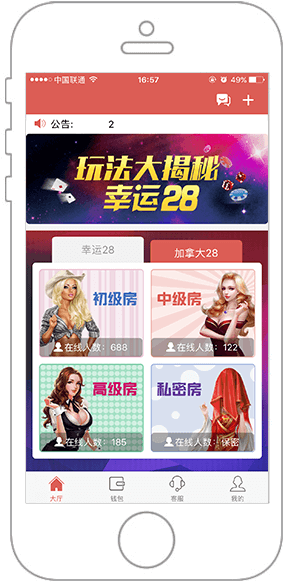 中国联通 16:57 49%
公告: 2
玩法大揭秘
幸运28
幸运28 加拿大28
初级房 中级房
在线人数: 688 在线人数: 122
高级房 私密房
在线人数: 185 在线人数: 保密
大厅 钱包 客服 我的